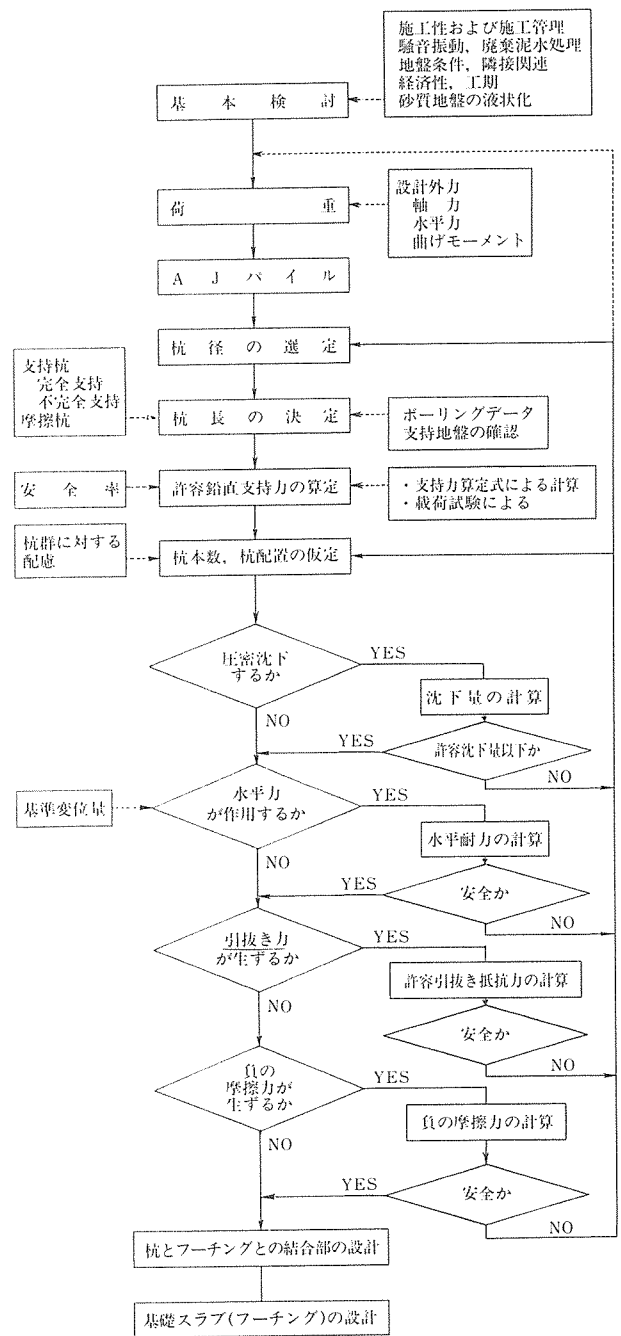 施工性および施工管理
騒音振動，廃棄泥水処理
地盤条件，隣接関連
経済性，工期
砂質地盤の液状化
基本検討
設計外力
軸力
水平力
曲げモーメント
荷重
AJパイル
杭径の選定
支持杭
完全支持
不完全支持
摩擦杭
杭長の決定
ボーリングデータ
支持地盤の確認
安全率
許容鉛直支持力の算定
・支持力算定式による計算
・載荷試験による
杭群に対する
配慮
杭本数，杭配置の仮定
圧密沈下
するか
YES
沈下量の計算
NO
YES
許容沈下量以下か
NO
基準変位量
水平力
が作用するか
YES
水平耐力の計算
NO
YES
安全か
NO
引抜き力
が生ずるか
YES
許容引抜き抵抗力の計算
NO
安全か
NO
負の
摩擦力が
生ずるか
YES
負の摩擦力の計算
NO
YES
安全か
NO
杭とフーチングとの結合部の設計
基礎スラブ(フーチング)の設計